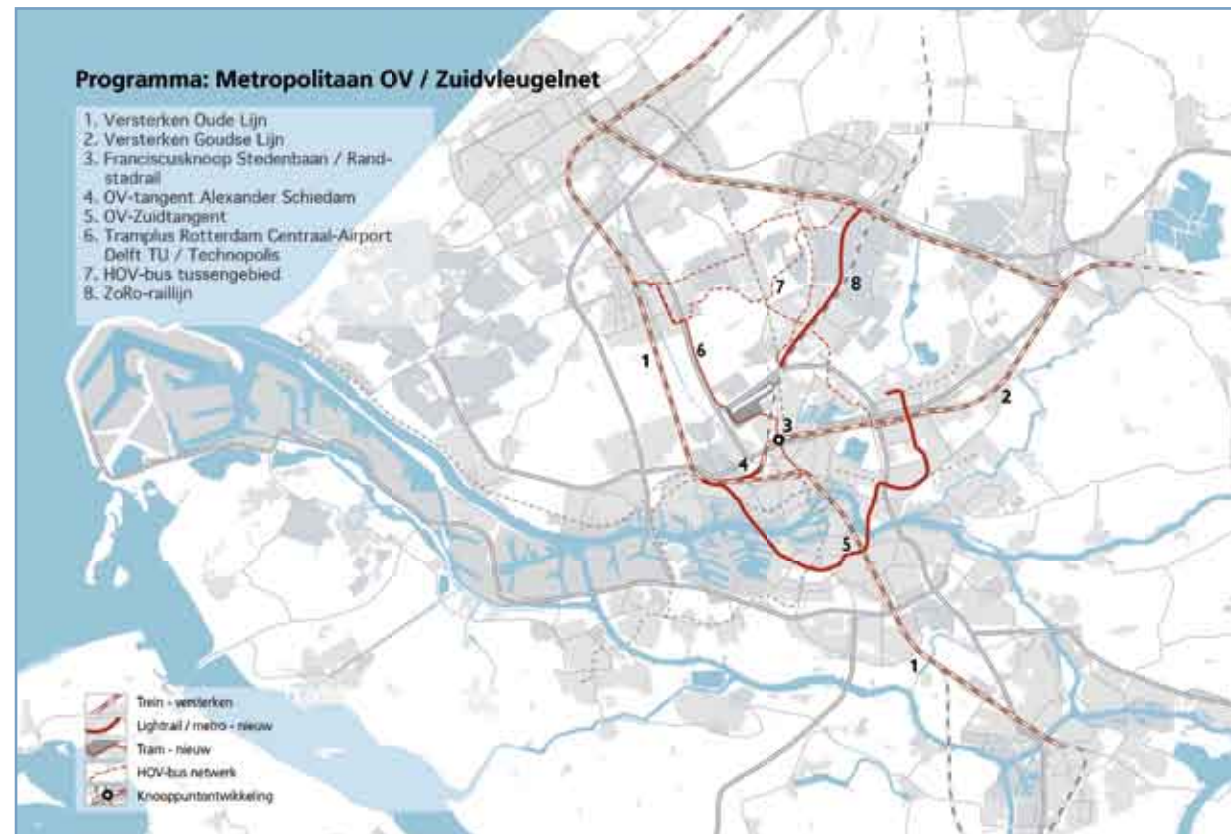 Programma: Metropolitaan OV / Zuidvleugelnet
1. Versterken Oude Lijn
2. Versterken Goudse Lijn
3. Franciscusknoop Stedenbaan / Rand-
stadrail
4. OV-tangent Alexander Schiedam
5. OV-Zuidtangent
6. Tramplus Rotterdam Centraal-Airport
Delft TU / Technopolis
7. HOV-bus tussengebied
8. ZoRo-raillijn
7
8
1
6
2
3
4
5
1
Trein - versterken
Lightrail / metro - nieuw
Tram - nieuw
HOV-bus netwerk
Knooppuntontwikkeling